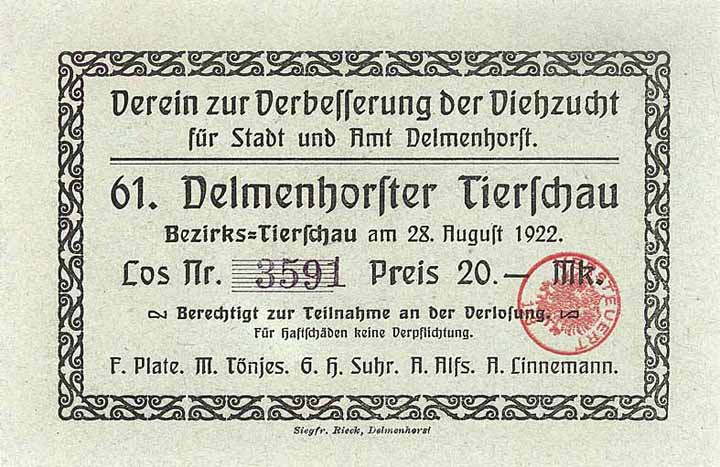 Verein zur Verbeſſerung der Viehzucht
für Stadt und Amt Delmenhorſt.
61. Delmenhorſter Tierſchau
Bezirks=Tierſchau am 28. Auguſt 1922.
Los Nr. 3591 Preis 20.— Mk.
Berechtigt zur Teilnahme an der Verloſung.
Für Haftſchäden keine Verpflichtung.
F. Plate. M. Tönjes. G. H. Suhr. A. Alfs. A. Linnemann.
Siegfr. Rieck, Delmenhorst